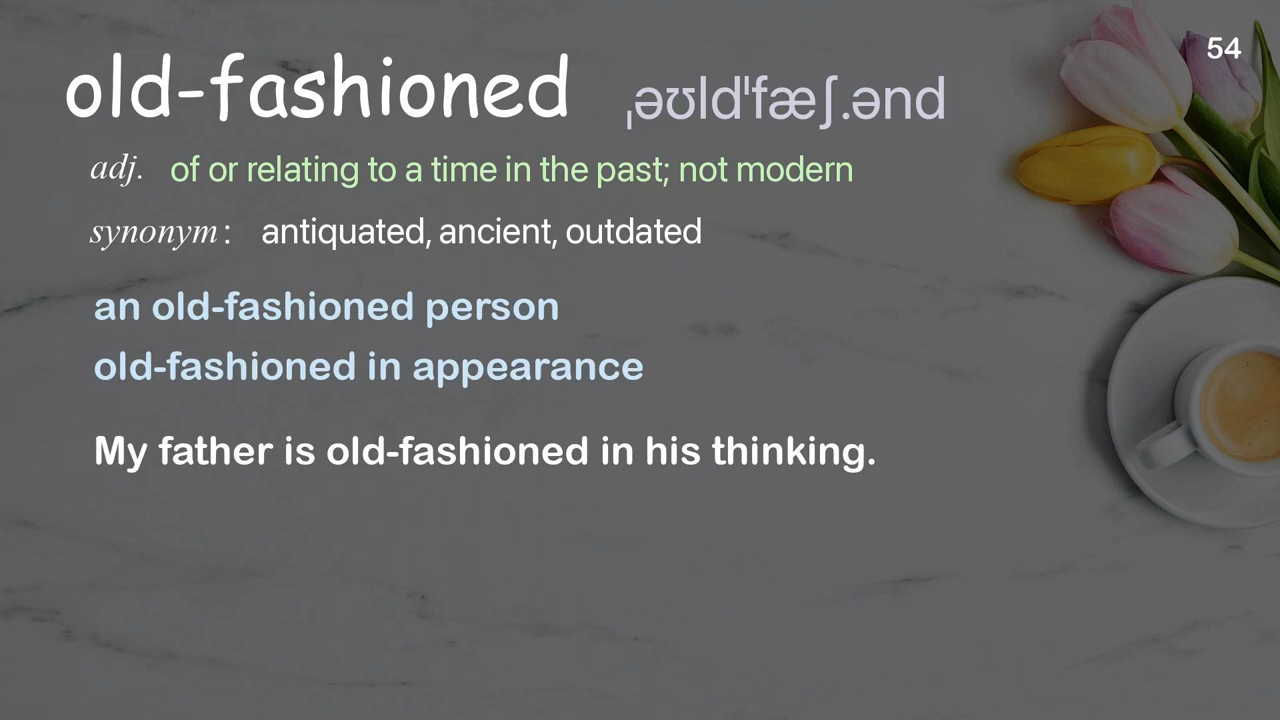 54
old-fashioned ˌəʊldˈfæʃ.ənd
adj. of or relating to a time in the past; not modern
synonym: antiquated, ancient, outdated
an old-fashioned person
old-fashioned in appearance
My father is old-fashioned in his thinking.